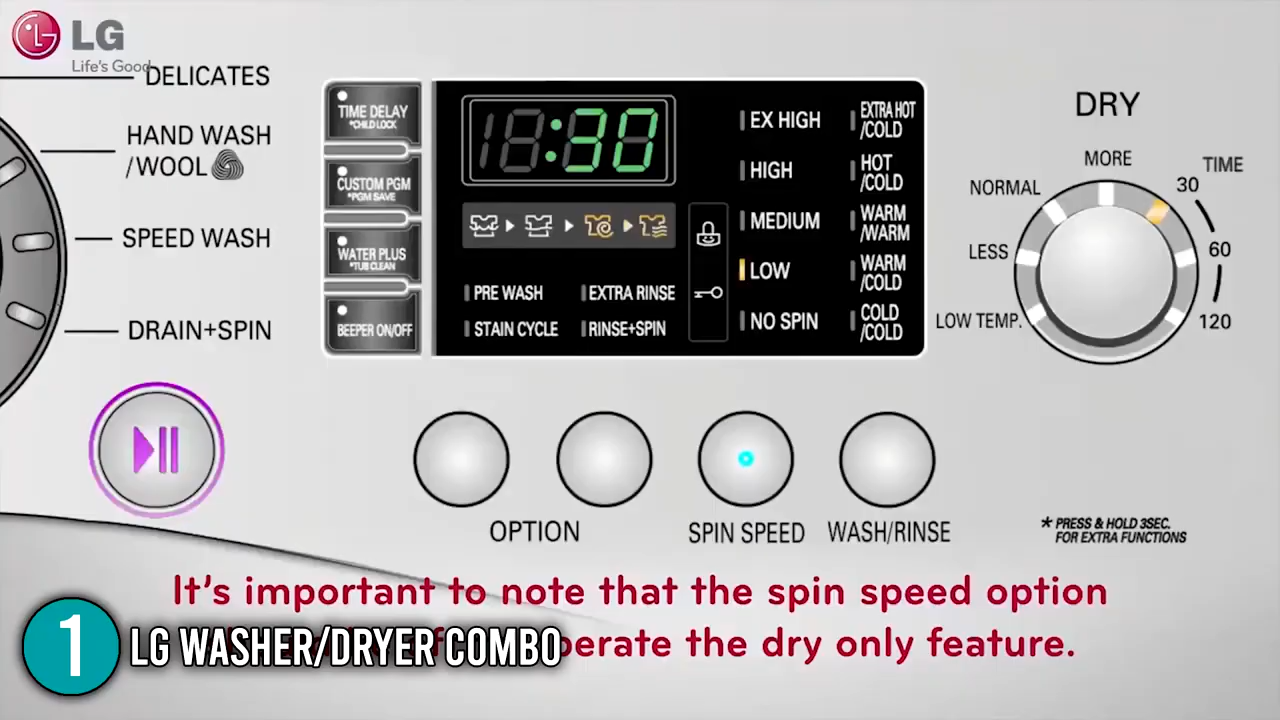 LG
Life's Good
DELICATES
HAND WASH
/WOOL
SPEED WASH
DRAIN+SPIN
TIME DELAY
*CHILD LOCK
CUSTOM PGM
*PGM SAVE
WATER PLUS
*TUB CLEAN
BEEPER ON/OFF
:30
PRE WASH
EXTRA RINSE
STAIN CYCLE
RINSE+SPIN
EX HIGH
HIGH
MEDIUM
LOW
NO SPIN
EXTRA HOT
/COLD
HOT
/COLD
WARM
/WARM
WARM
/COLD
COLD
/COLD
DRY
MORE
TIME
NORMAL
30
LESS
60
LOW TEMP.
120
OPTION
SPIN SPEED
WASH/RINSE
* PRESS & HOLD 3SEC.
FOR EXTRA FUNCTIONS
It's important to note that the spin speed option
the dry only feature.
1
LG WASHER/DRYER COMBO